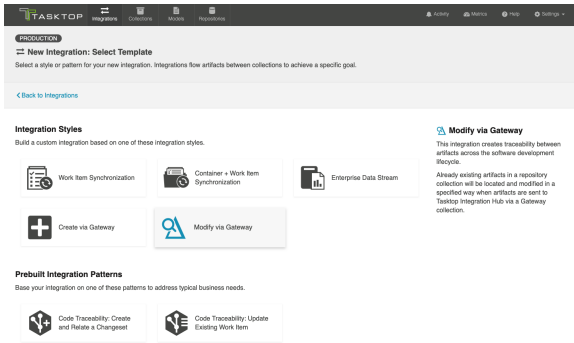 TASKTOP
Integrations
Collections
Models
Repositories
Activity
Metrics
Help
Settings
PRODUCTION
New Integration: Select Template
Select a style or pattern for your new integration. Integrations flow artifacts between collections to achieve a specific goal.
Back to Integrations
Integration Styles
Build a custom integration based on one of these integration styles.
Work Item Synchronization
Container + Work Item
Synchronization
Enterprise Data Stream
Create via Gateway
Modify via Gateway
Prebuilt Integration Patterns
Base your integration on one of these patterns to address typical business needs.
Code Traceability: Create
and Relate a Changeset
Code Traceability: Update
Existing Work Item
Modify via Gateway
This integration creates traceability between
artifacts across the software development
lifecycle.
Already existing artifacts in a repository
collection will be located and modified in a
specified way when artifacts are sent to
Tasktop Integration Hub via a Gateway
collection.